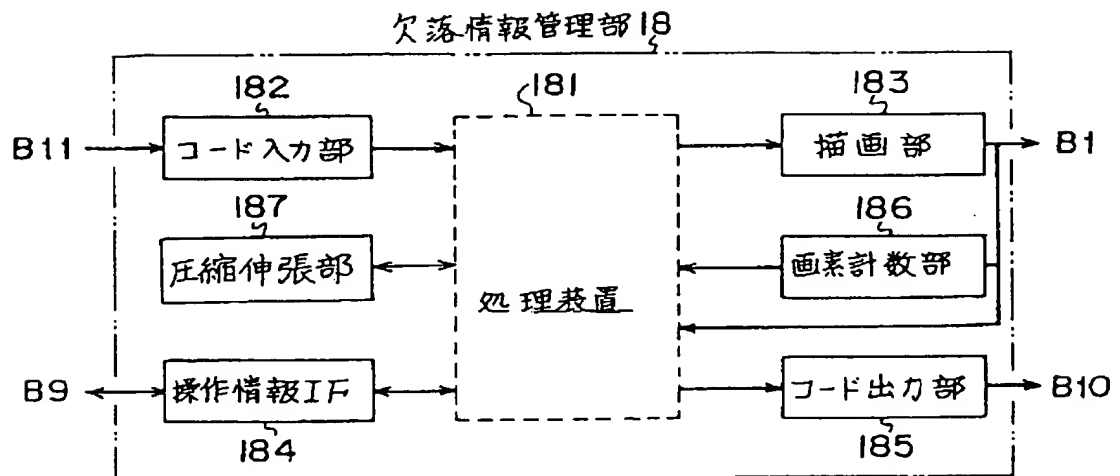 欠落情報管理部18
182
181
183
B11
コード入力部
描画部
B1
187
186
圧縮伸張部
画素計数部
処理装置
B9
操作情報IF
コード出力部
B10
184
185